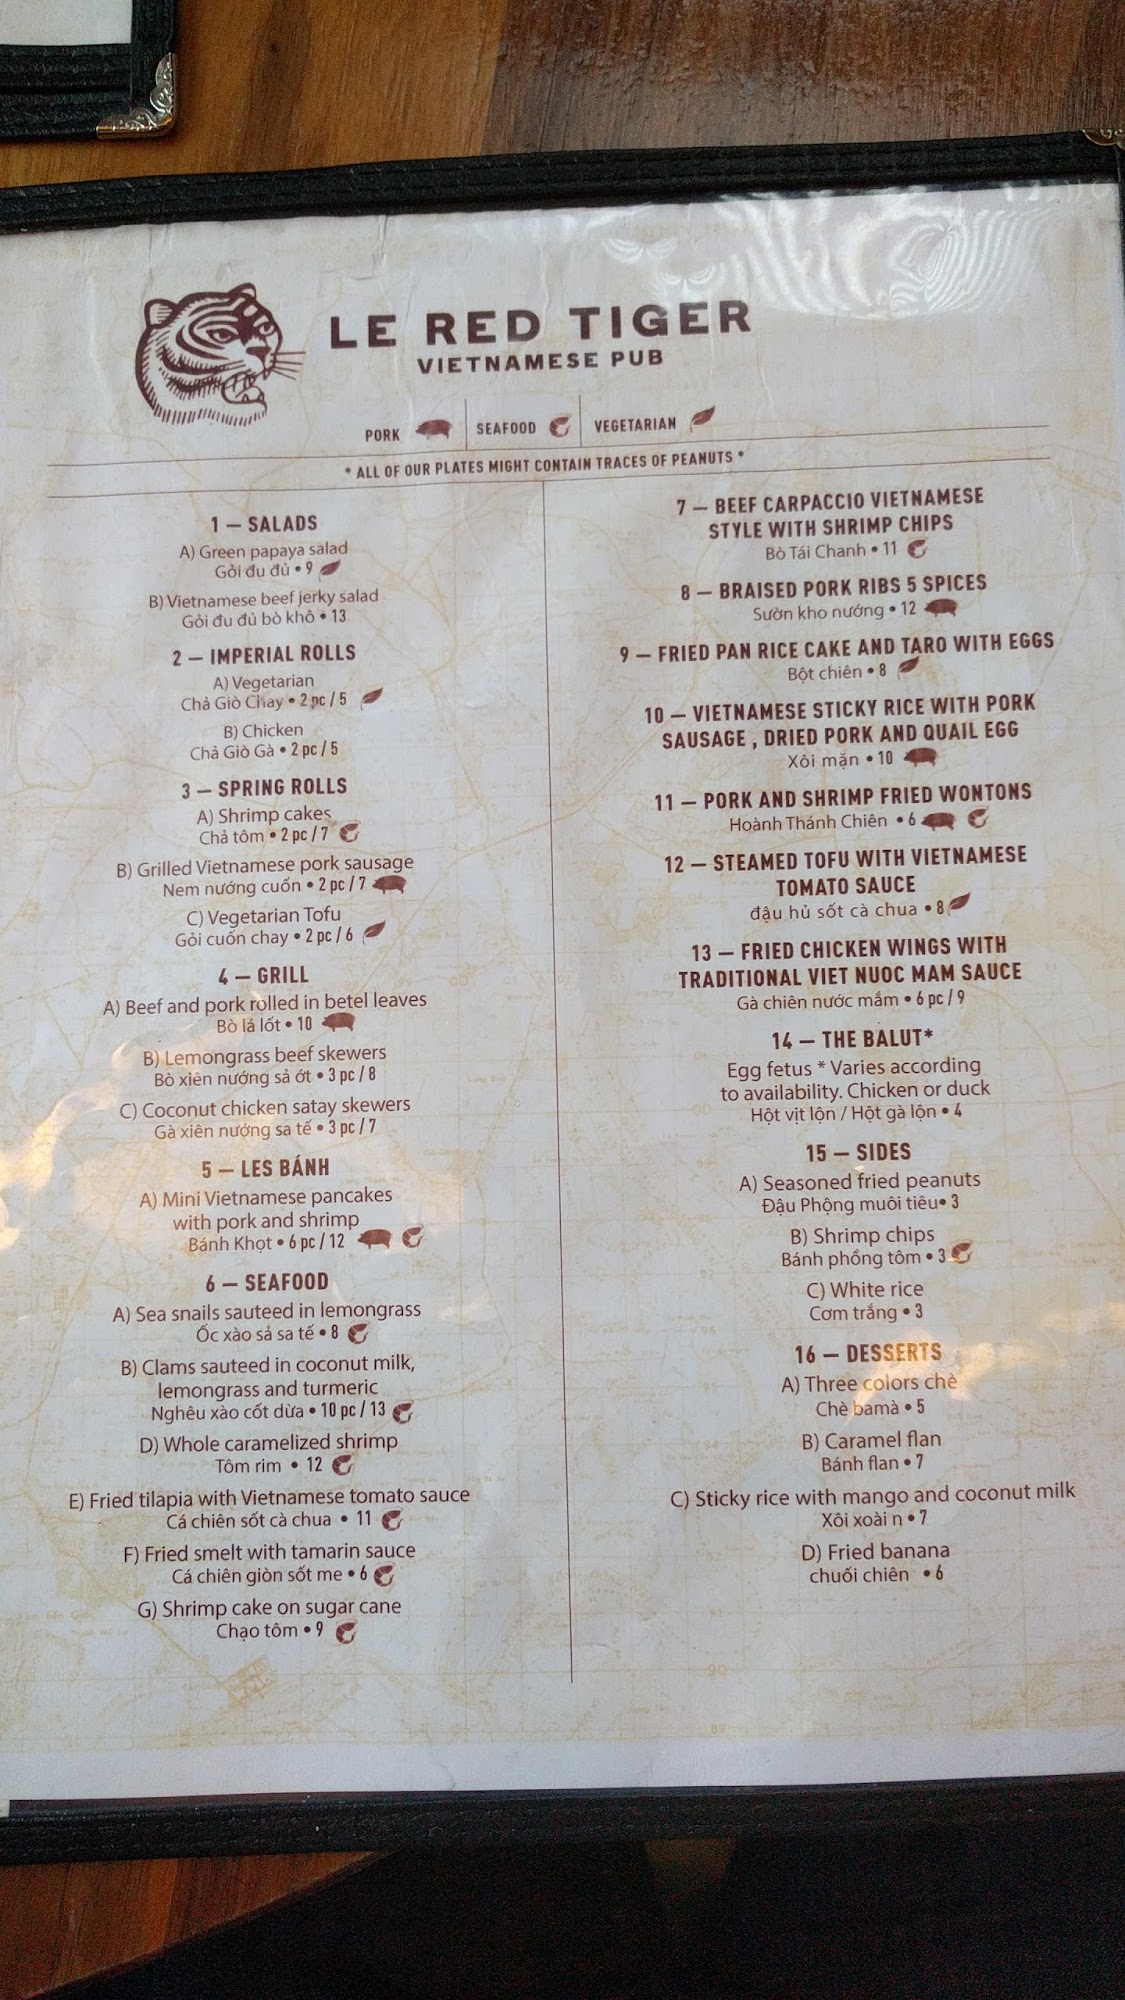 LE RED TIGER
VIETNAMESE PUB
PORK
SEAFOOD
VEGETARIAN
* ALL OF OUR PLATES MIGHT CONTAIN TRACES OF PEANUTS *
1 — SALADS
A) Green papaya salad
Gỏi đu đủ • 9
B) Vietnamese beef jerky salad
Gỏi đu đủ bò khô • 13
2 — IMPERIAL ROLLS
A) Vegetarian
Chả Giò Chay • 2 pc / 5
B) Chicken
Chả Giò Gà • 2 pc / 5
3 — SPRING ROLLS
A) Shrimp cakes
Chả tôm • 2 pc / 7
B) Grilled Vietnamese pork sausage
Nem nướng cuốn • 2 pc / 7
C) Vegetarian Tofu
Gỏi cuốn chay • 2 pc / 6
4 — GRILL
A) Beef and pork rolled in betel leaves
Bò lá lốt • 10
B) Lemongrass beef skewers
Bò xiên nướng sả ớt • 3 pc / 8
C) Coconut chicken satay skewers
Gà xiên nướng sa tế • 3 pc / 7
5 — LES BÁNH
A) Mini Vietnamese pancakes
with pork and shrimp
Bánh Khọt • 6 pc / 12
6 — SEAFOOD
A) Sea snails sauteed in lemongrass
Ốc xào sả sa tế • 8
B) Clams sauteed in coconut milk,
lemongrass and turmeric
Nghêu xào cốt dừa • 10 pc / 13
D) Whole caramelized shrimp
Tôm rim • 12
E) Fried tilapia with Vietnamese tomato sauce
Cá chiên sốt cà chua • 11
F) Fried smelt with tamarin sauce
Cá chiên giòn sốt me • 6
G) Shrimp cake on sugar cane
Chạo tôm • 9
7 — BEEF CARPACCIO VIETNAMESE
STYLE WITH SHRIMP CHIPS
Bò Tái Chanh • 11
8 — BRAISED PORK RIBS 5 SPICES
Sườn kho nướng • 12
9 — FRIED PAN RICE CAKE AND TARO WITH EGGS
Bột chiên • 8
10 — VIETNAMESE STICKY RICE WITH PORK
SAUSAGE , DRIED PORK AND QUAIL EGG
Xôi mặn • 10
11 — PORK AND SHRIMP FRIED WONTONS
Hoành Thánh Chiên • 6
12 — STEAMED TOFU WITH VIETNAMESE
TOMATO SAUCE
đậu hủ sốt cà chua • 8
13 — FRIED CHICKEN WINGS WITH
TRADITIONAL VIET NUOC MAM SAUCE
Gà chiên nước mắm • 6 pc / 9
14 — THE BALUT*
Egg fetus * Varies according
to availability. Chicken or duck
Hột vịt lộn / Hột gà lộn • 4
15 — SIDES
A) Seasoned fried peanuts
Đậu Phộng muôi tiêu• 3
B) Shrimp chips
Bánh phồng tôm • 3
C) White rice
Cơm trắng • 3
16 — DESSERTS
A) Three colors chè
Chè bamà • 5
B) Caramel flan
Bánh flan • 7
C) Sticky rice with mango and coconut milk
Xôi xoài n • 7
D) Fried banana
chuối chiên • 6